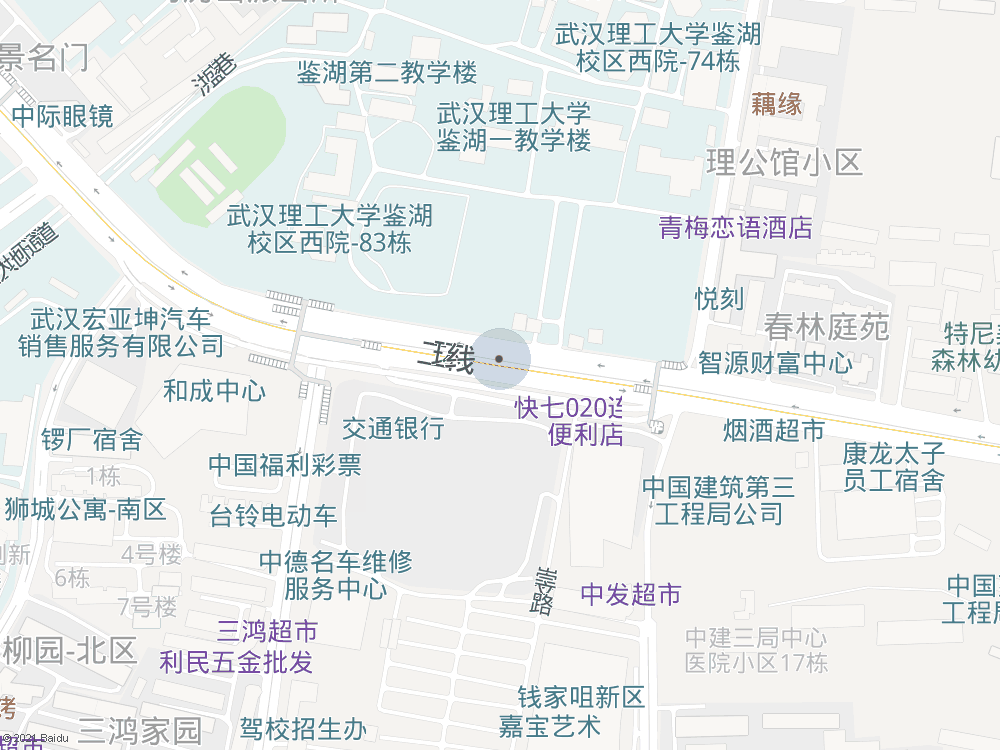 景名门
中际眼镜
鉴湖第二教学楼
武汉理工大学鉴湖
校区西院-74栋
武汉理工大学
鉴湖一教学楼
藕缘
理公馆小区
武汉理工大学鉴湖
校区西院-83栋
青梅恋语酒店
悦刻
武汉宏亚坤汽车
销售服务有限公司
春林庭苑
特尼
森林幼
二环线
智源财富中心
和成中心
快七020连
便利店
交通银行
烟酒超市
锣厂宿舍
康龙太子
员工宿舍
1栋
中国福利彩票
中国建筑第三
工程局公司
狮城公寓-南区
台铃电动车
创新
4号楼
中德名车维修
服务中心
6栋
崇路
中发超市
中国
工程局
7号楼
三鸿超市
中建三局中心
医院小区17栋
柳园-北区
利民五金批发
钱家咀新区
烤
三鸿家园
驾校招生办
嘉宝艺术
© 2021 Baidu
超市